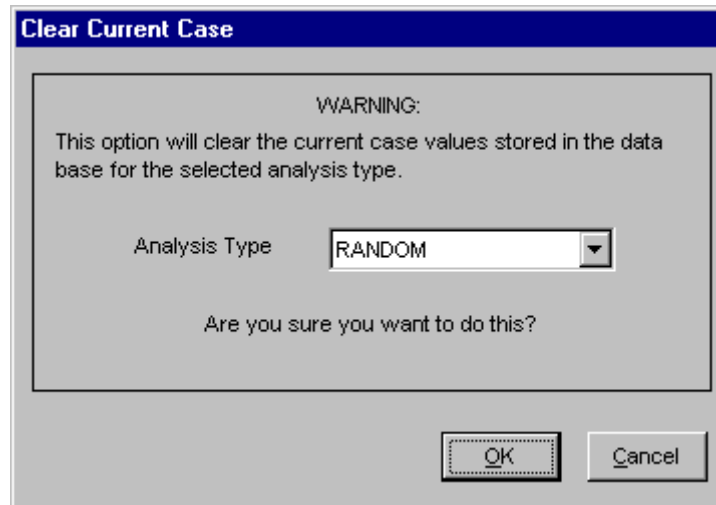 Clear Current Case
WARNING:
This option will clear the current case values stored in the data
base for the selected analysis type.
Analysis Type RANDOM
Are you sure you want to do this?
OK Cancel